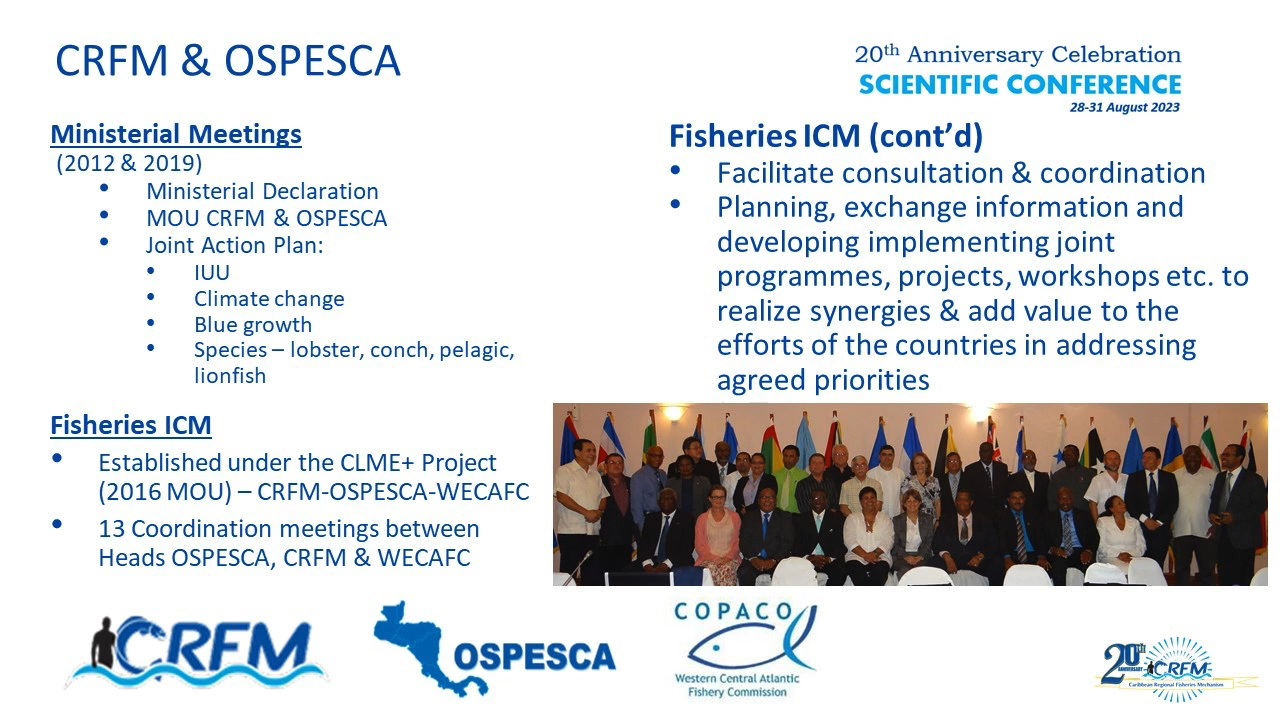 CRFM & OSPESCA
20th Anniversary Celebration
SCIENTIFIC CONFERENCE
28-31 August 2023
Ministerial Meetings
(2012 & 2019)
• Ministerial Declaration
• MOU CRFM & OSPESCA
• Joint Action Plan:
• IUU
• Climate change
• Blue growth
• Species – lobster, conch, pelagic,
lionfish
Fisheries ICM
• Established under the CLME+ Project
(2016 MOU) – CRFM-OSPESCA-WECAFC
• 13 Coordination meetings between
Heads OSPESCA, CRFM & WECAFC
Fisheries ICM (cont’d)
• Facilitate consultation & coordination
• Planning, exchange information and
developing implementing joint
programmes, projects, workshops etc. to
realize synergies & add value to the
efforts of the countries in addressing
agreed priorities
CRFM
OSPESCA
COPACO
Western Central Atlantic
Fishery Commission
20TH
ANNIVERSARY
CRFM
Caribbean Regional Fisheries Mechanism